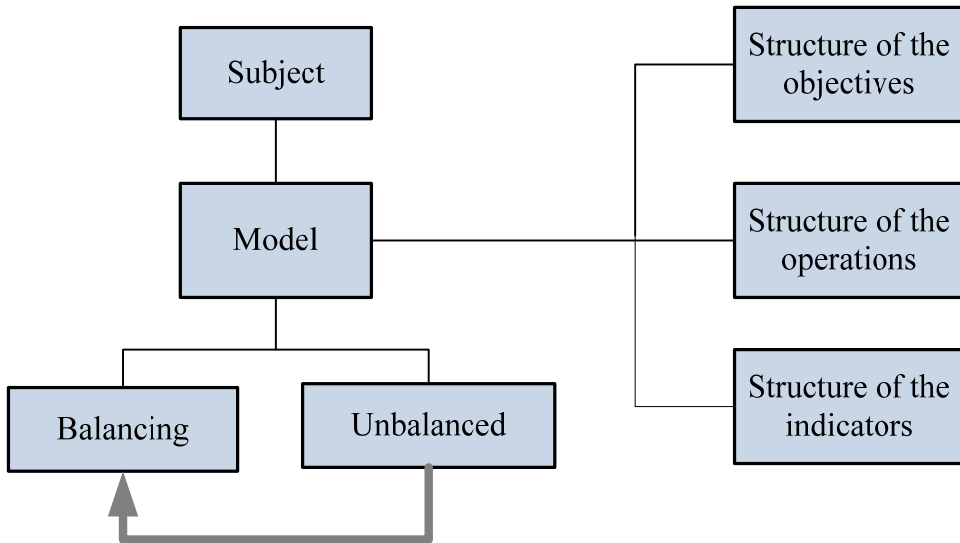 Subject
Model
Balancing
Unbalanced
Structure of the
objectives
Structure of the
operations
Structure of the
indicators